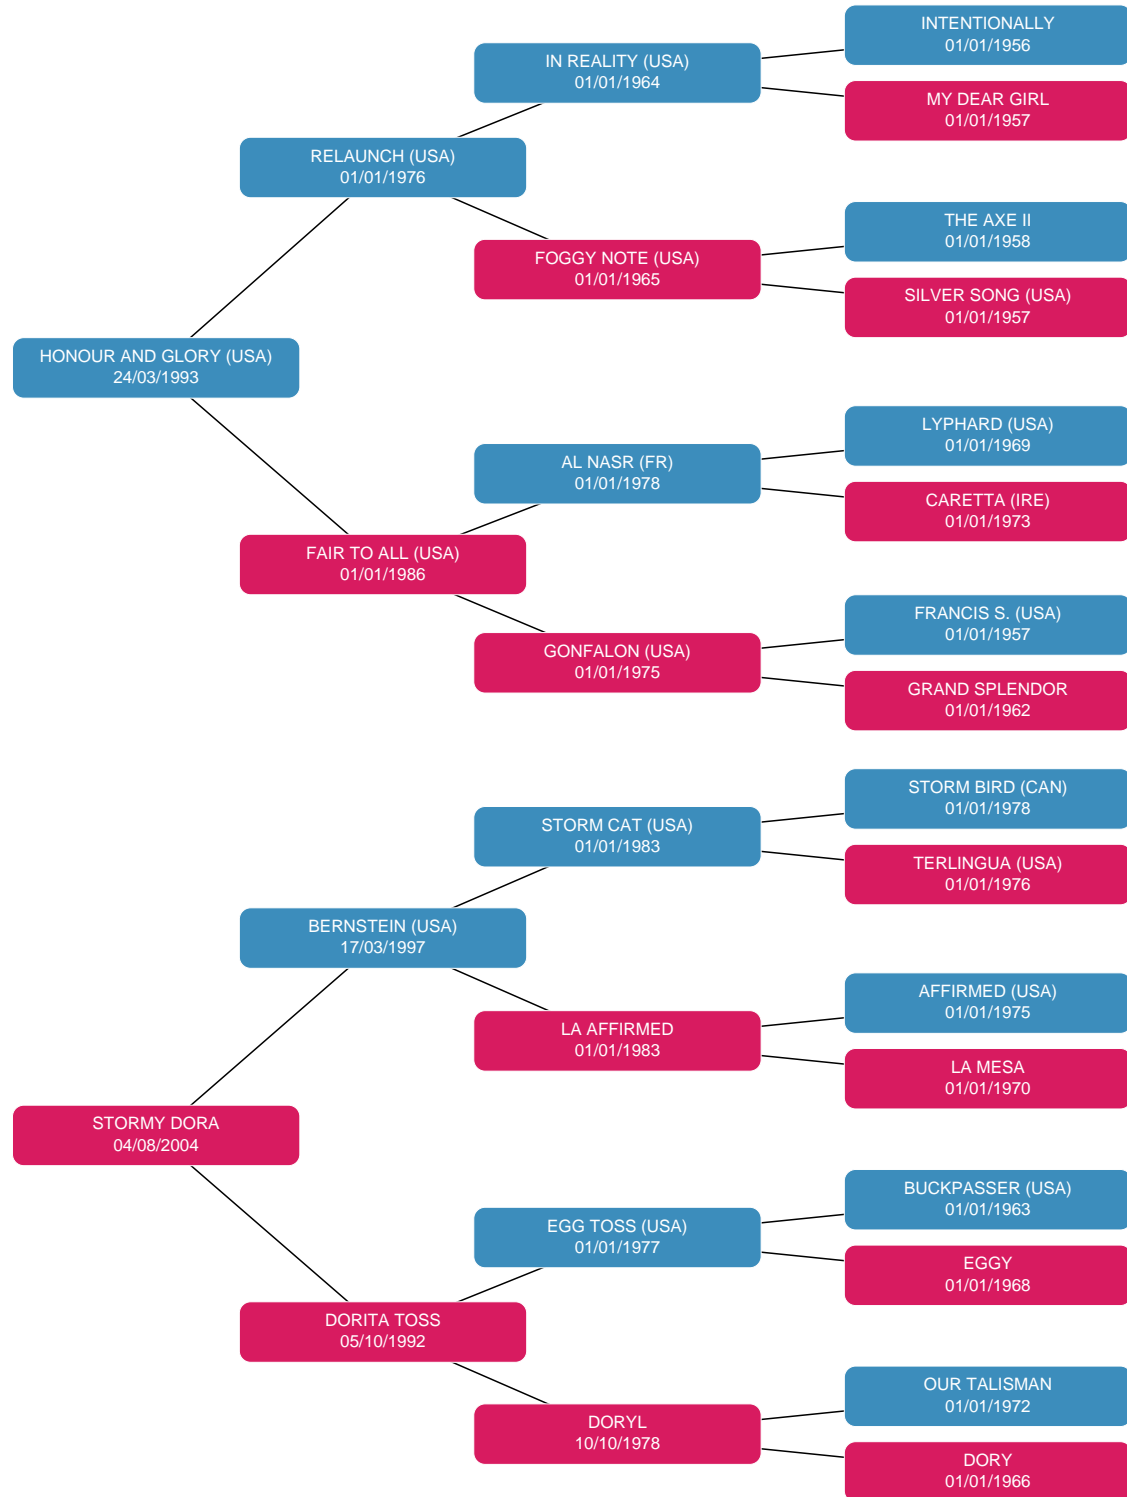 INTENTIONALLY
01/01/1956
IN REALITY (USA)
01/01/1964
MY DEAR GIRL
01/01/1957
RELAUNCH (USA)
01/01/1976
THE AXE II
01/01/1958
FOGGY NOTE (USA)
01/01/1965
SILVER SONG (USA)
01/01/1957
HONOUR AND GLORY (USA)
24/03/1993
LYPHARD (USA)
01/01/1969
AL NASR (FR)
01/01/1978
CARETTA (IRE)
01/01/1973
FAIR TO ALL (USA)
01/01/1986
FRANCIS S. (USA)
01/01/1957
GONFALON (USA)
01/01/1975
GRAND SPLENDOR
01/01/1962
STORM BIRD (CAN)
01/01/1978
STORM CAT (USA)
01/01/1983
TERLINGUA (USA)
01/01/1976
BERNSTEIN (USA)
17/03/1997
AFFIRMED (USA)
01/01/1975
LA AFFIRMED
01/01/1983
LA MESA
01/01/1970
STORMY DORA
04/08/2004
BUCKPASSER (USA)
01/01/1963
EGG TOSS (USA)
01/01/1977
EGGY
01/01/1968
DORITA TOSS
05/10/1992
OUR TALISMAN
01/01/1972
DORYL
10/10/1978
DORY
01/01/1966